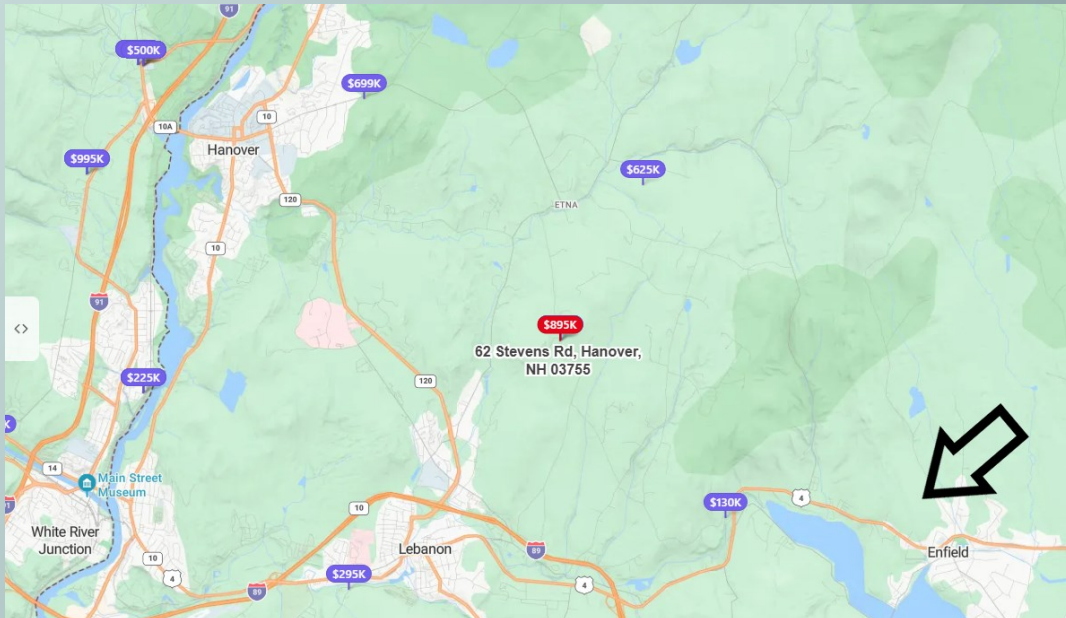 91
$500K
$699K
10
10A
Hanover
$995K
$625K
120
ETNA
10
91
$895K
62 Stevens Rd, Hanover,
NH 03755
$225K
120
K
14
Main Street
Museum
$130K
4
91
10
White River
Junction
Lebanon
89
Enfield
10
4
$295K
89
4